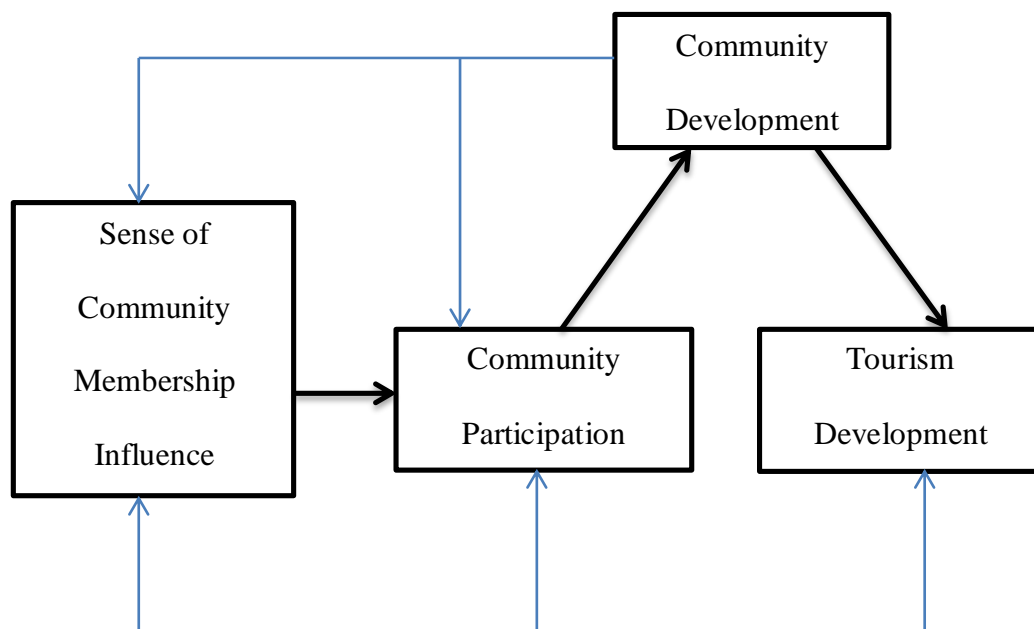 Community
Development
Sense of
Community
Membership
Influence
Community
Participation
Tourism
Development